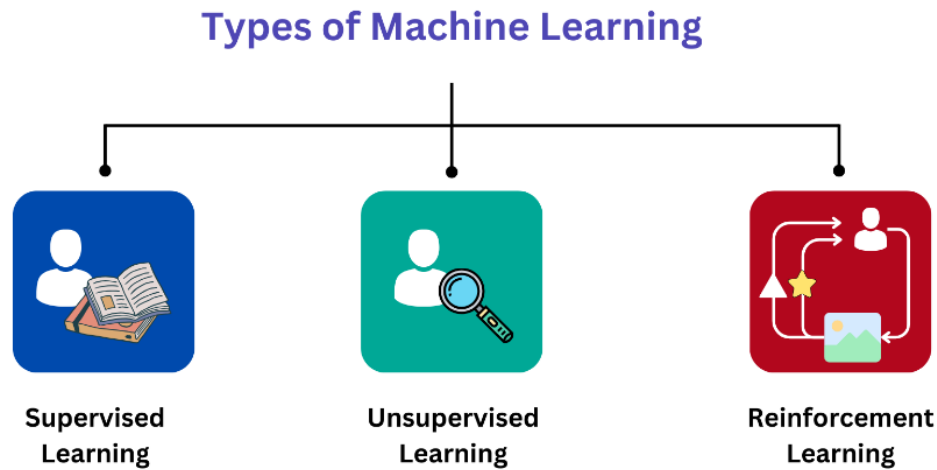 Types of Machine Learning
Supervised
Learning
Unsupervised
Learning
Reinforcement
Learning